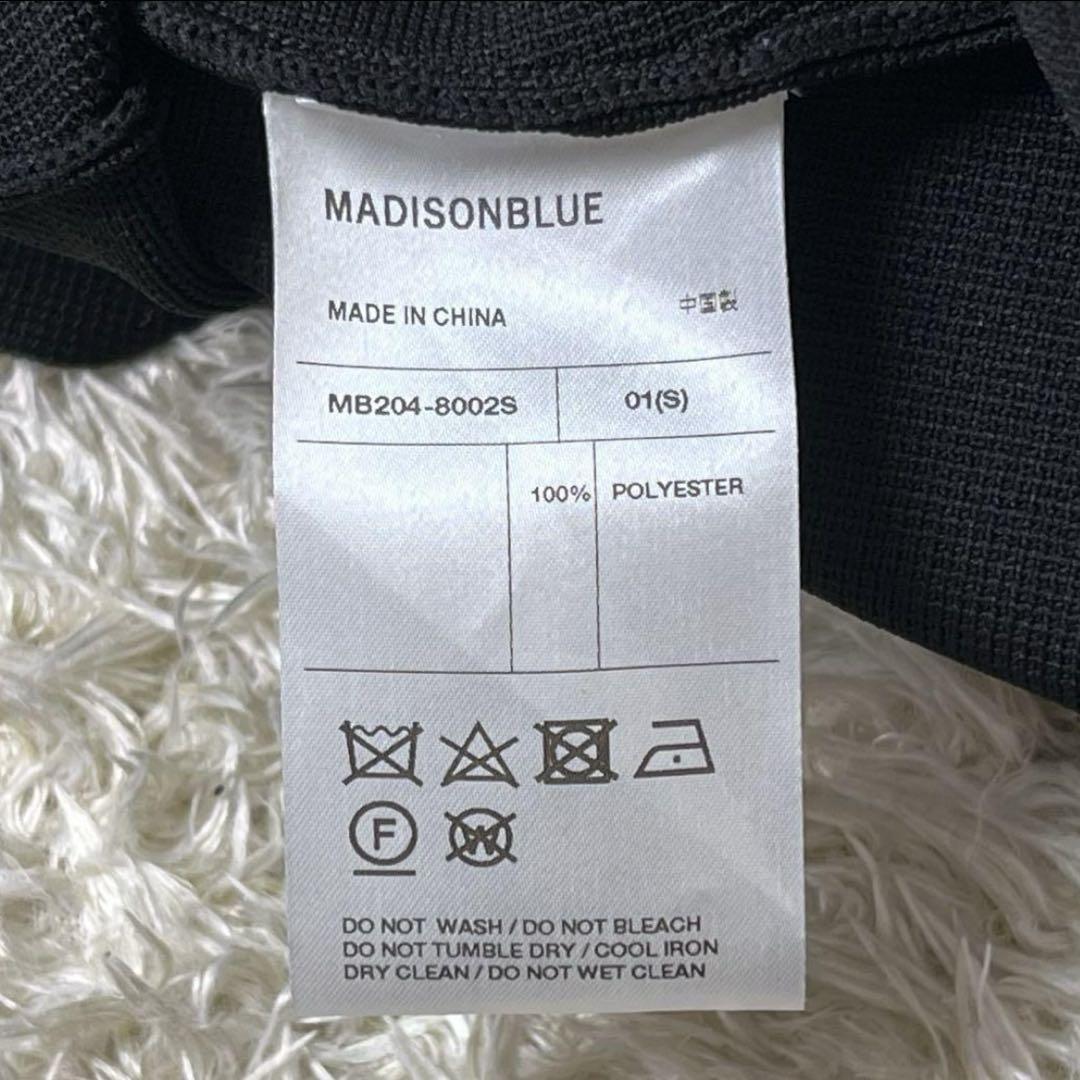 MADISONBLUE
MADE IN CHINA 中国製
MB204-8002S 01(S)
100% POLYESTER
F W
DO NOT WASH / DO NOT BLEACH
DO NOT TUMBLE DRY / COOL IRON
DRY CLEAN / DO NOT WET CLEAN